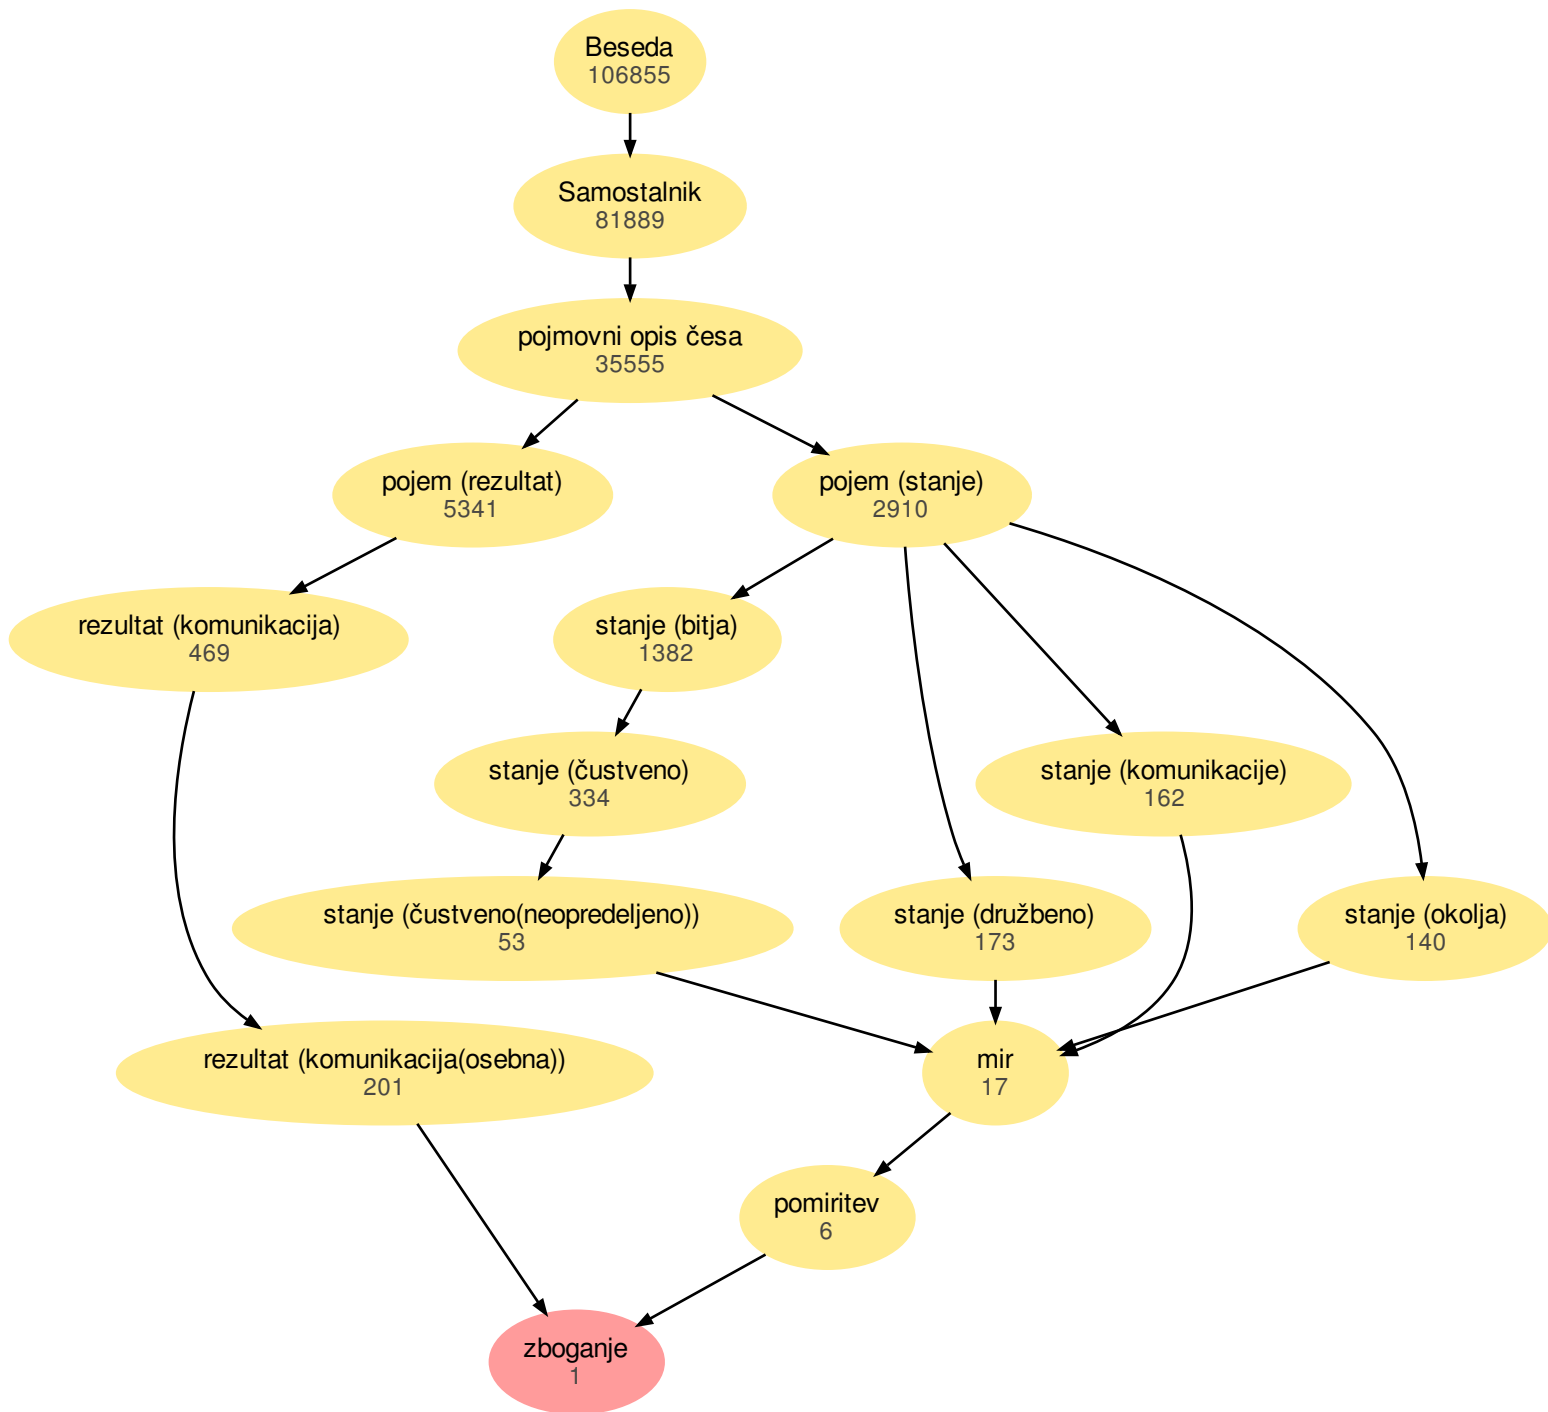 Beseda
106855
Samostalnik
81889
pojmovni opis česa
35555
pojem (rezultat)
5341
pojem (stanje)
2910
rezultat (komunikacija)
469
stanje (bitja)
1382
stanje (čustveno)
334
stanje (komunikacije)
162
stanje (čustveno(neopredeljeno))
53
stanje (družbeno)
173
stanje (okolja)
140
rezultat (komunikacija(osebna))
201
mir
17
pomiritev
6
zboganje
1